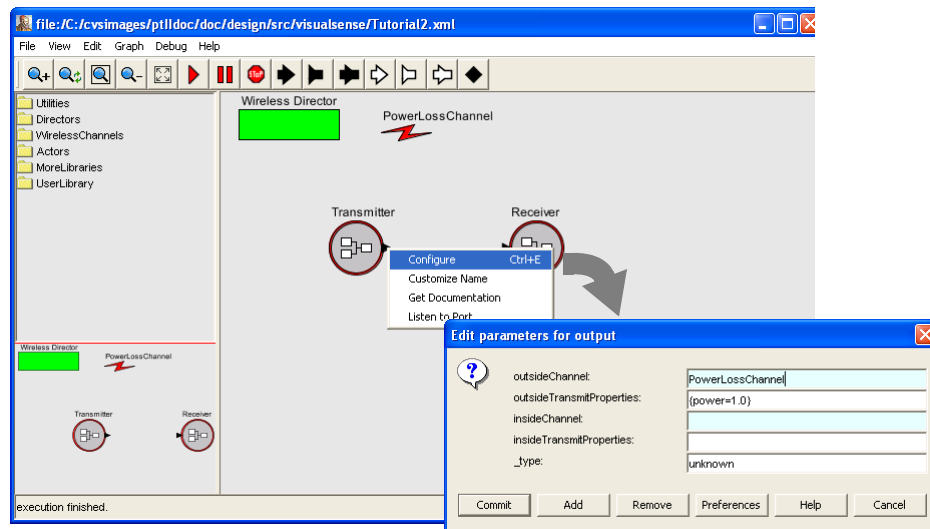 file:/C:/cvsimages/ptIIdoc/doc/design/src/visualsense/Tutorial2.xml
File View Edit Graph Debug Help
STOP
Utilities
Directors
WirelessChannels
Actors
MoreLibraries
UserLibrary
Wireless Director
PowerLossChannel
Transmitter
Receiver
Configure Ctrl+E
Customize Name
Get Documentation
Listen to Port
Wireless Director
PowerLossChannel
Transmitter
Receiver
execution finished.
Edit parameters for output
outsideChannel: PowerLossChannel
outsideTransmitProperties: {power=1.0}
insideChannel:
insideTransmitProperties:
_type: unknown
Commit Add Remove Preferences Help Cancel